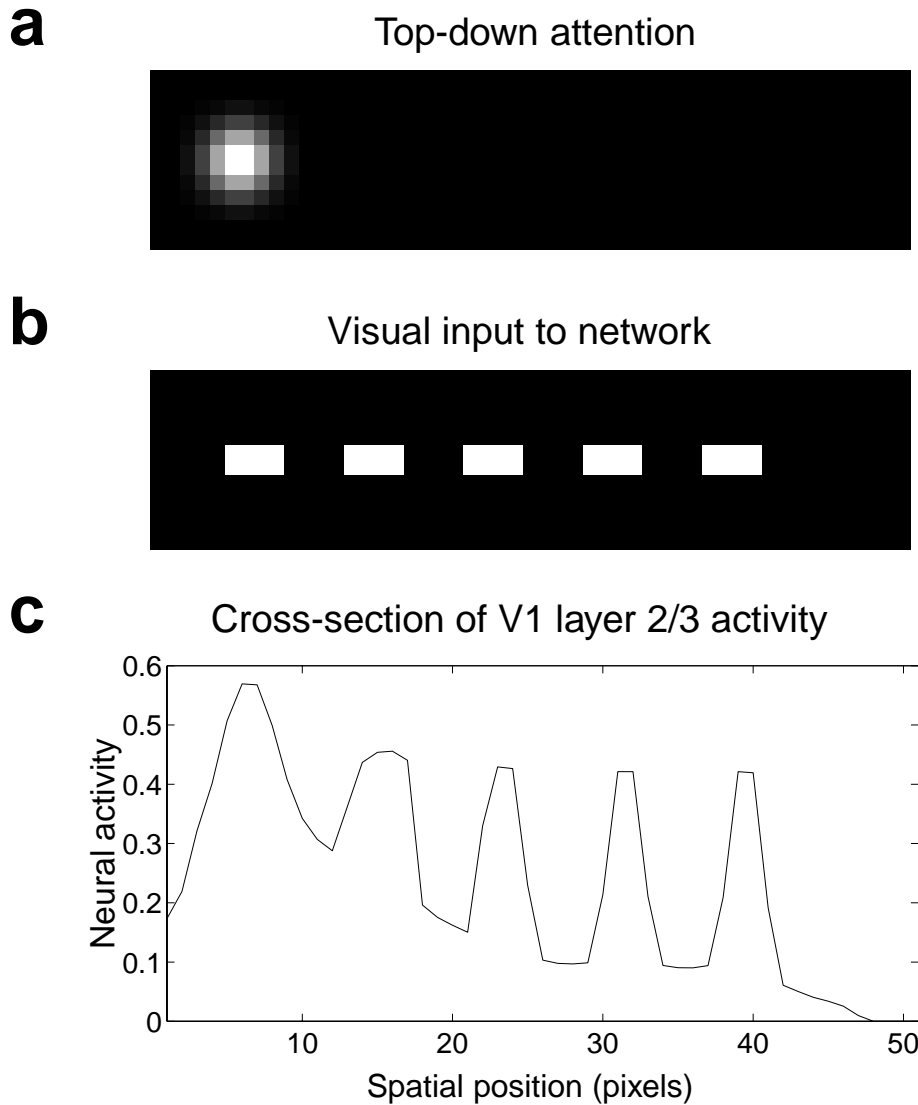 a
Top-down attention
b
Visual input to network
c
Cross-section of V1 layer 2/3 activity
0.6
0.5
0.4
0.3
0.2
0.1
0
Neural activity
10 20 30 40 50
Spatial position (pixels)